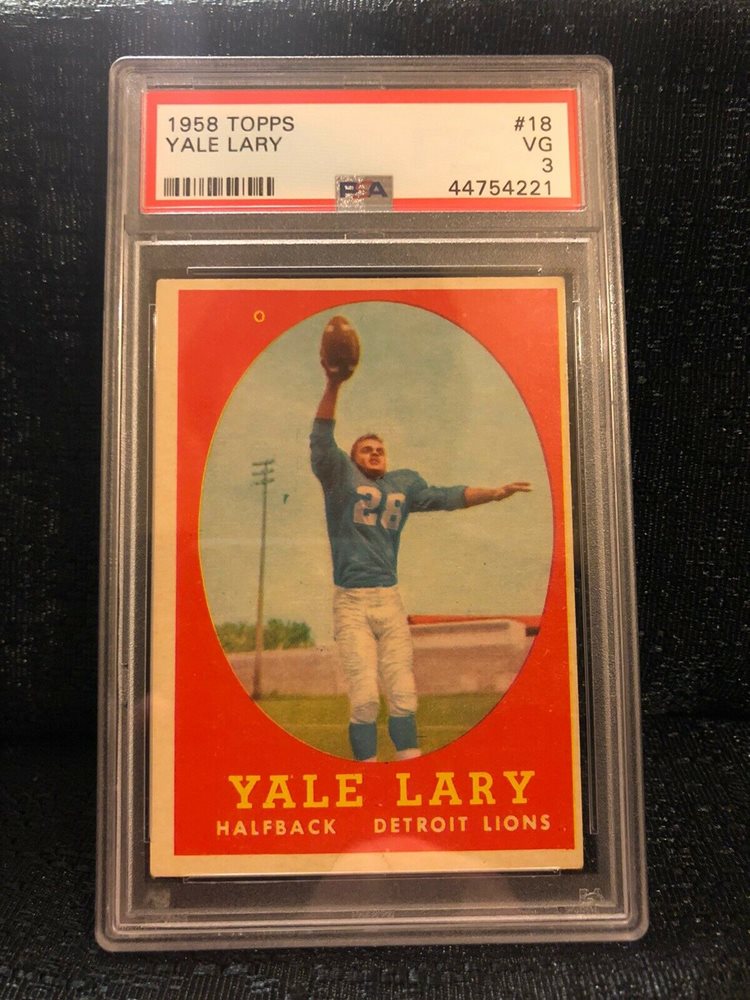 1958 TOPPS #18
YALE LARY VG
3
PSA 44754221
28
YALE LARY
HALFBACK DETROIT LIONS